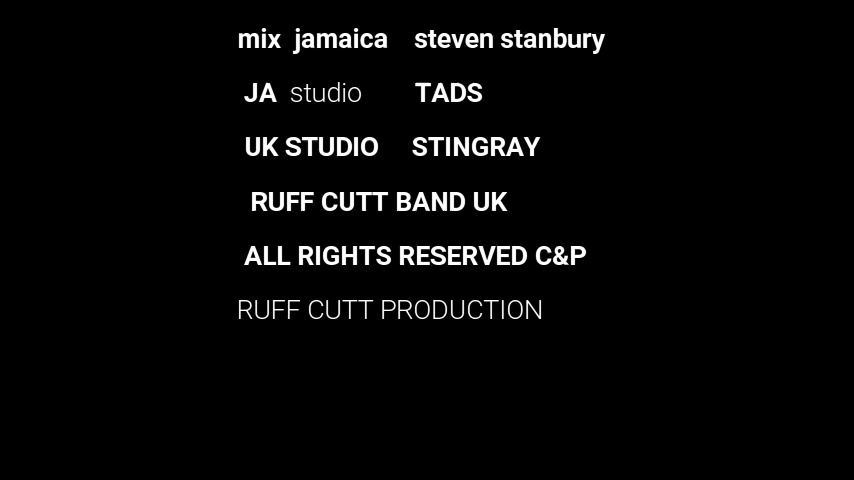 mix jamaica steven stanbury
JA studio TADS
UK STUDIO STINGRAY
RUFF CUTT BAND UK
ALL RIGHTS RESERVED C&P
RUFF CUTT PRODUCTION